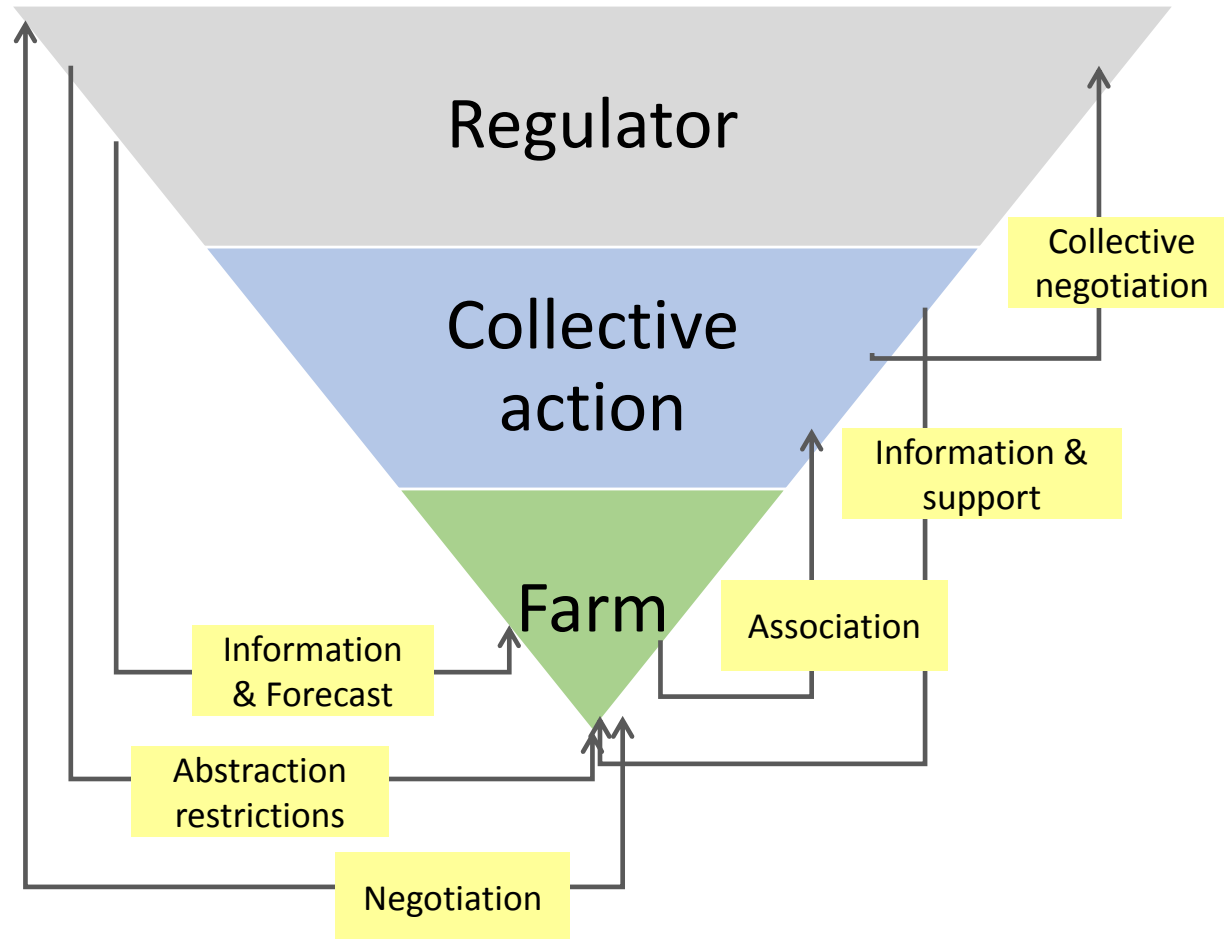 Regulator
Collective
negotiation
Collective
action
Information &
support
Farm
Association
Information
& Forecast
Abstraction
restrictions
Negotiation